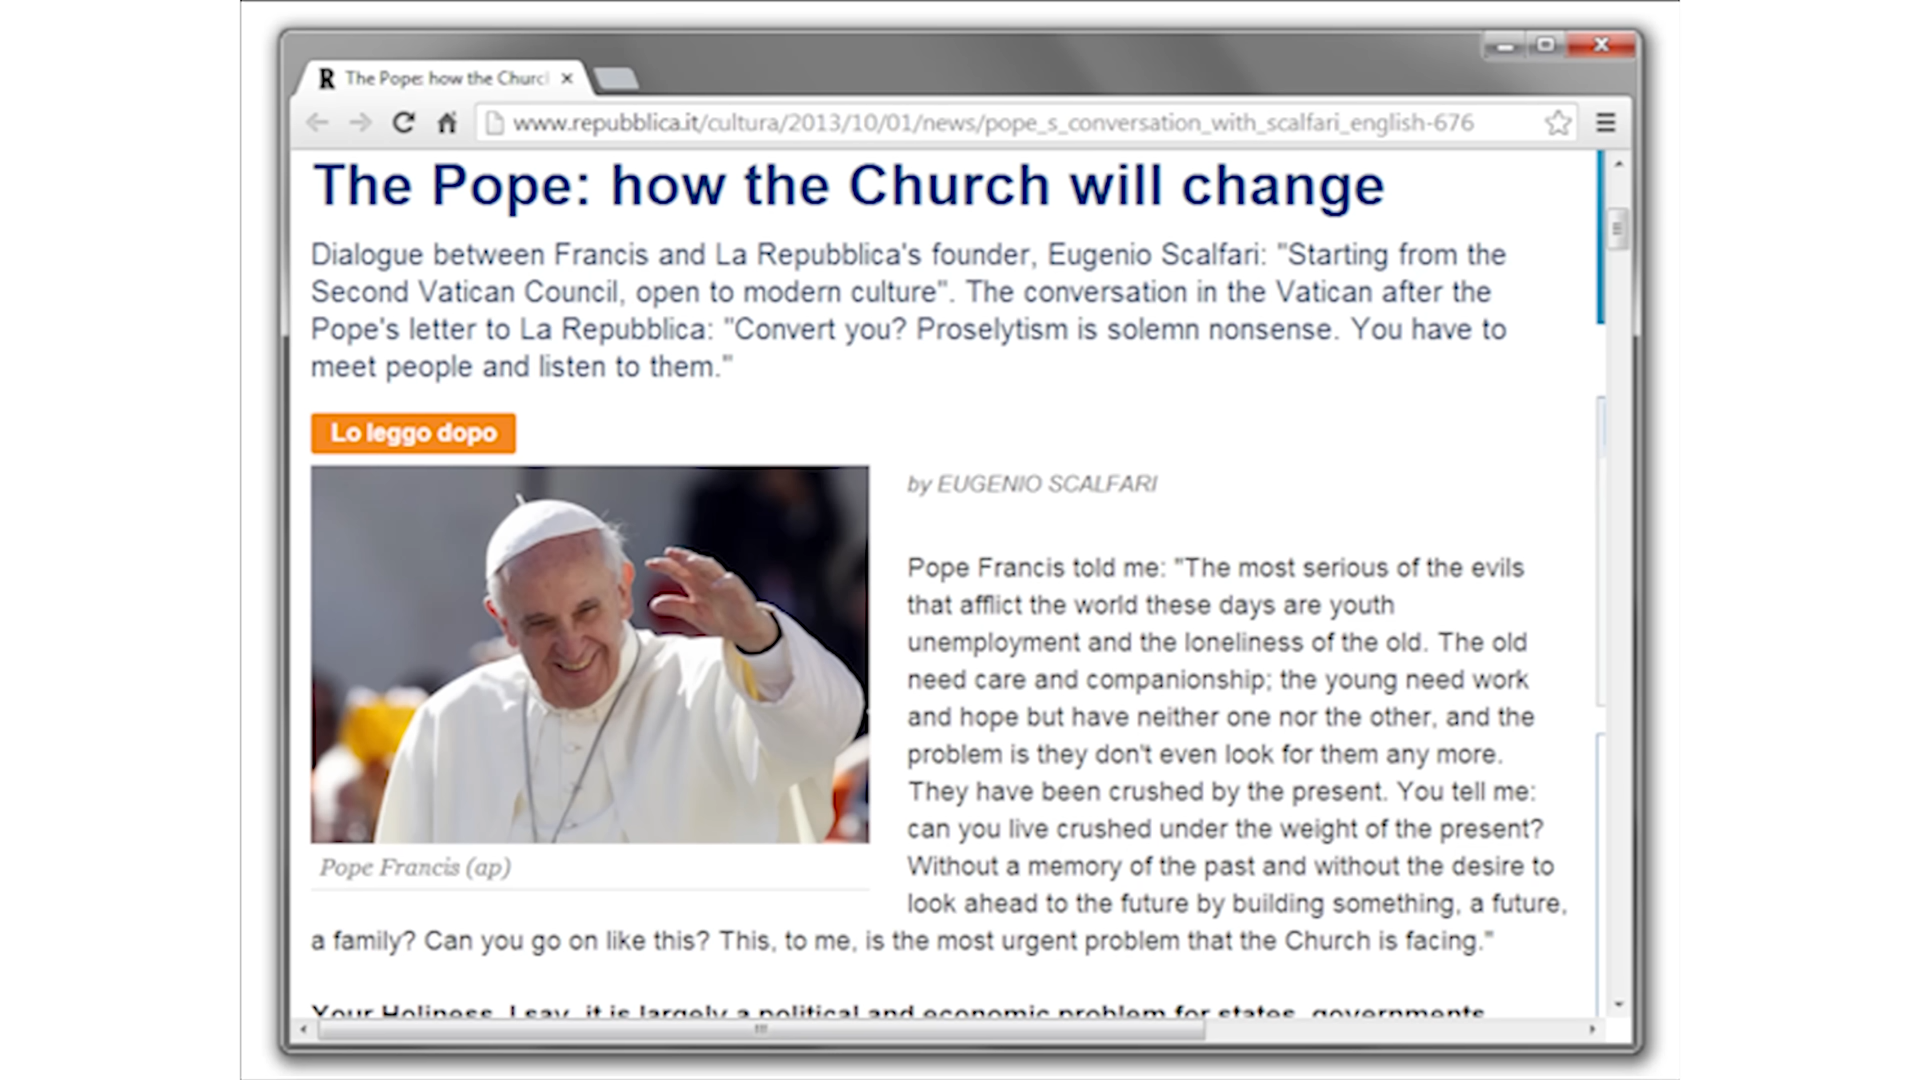 R The Pope: how the Churc
www.repubblica.it/cultura/2013/10/01/news/pope_s_conversation_with_scalfari_english-676
The Pope: how the Church will change
Dialogue between Francis and La Repubblica's founder, Eugenio Scalfari: "Starting from the
Second Vatican Council, open to modern culture". The conversation in the Vatican after the
Pope's letter to La Repubblica: "Convert you? Proselytism is solemn nonsense. You have to
meet people and listen to them."
Lo leggo dopo
by EUGENIO SCALFARI
Pope Francis told me: "The most serious of the evils
that afflict the world these days are youth
unemployment and the loneliness of the old. The old
need care and companionship; the young need work
and hope but have neither one nor the other, and the
problem is they don't even look for them any more.
They have been crushed by the present. You tell me:
can you live crushed under the weight of the present?
Without a memory of the past and without the desire to
look ahead to the future by building something, a future,
a family? Can you go on like this? This, to me, is the most urgent problem that the Church is facing."
Pope Francis (ap)
Your Holiness, I say, it is largely a political and economic problem for states, governments,